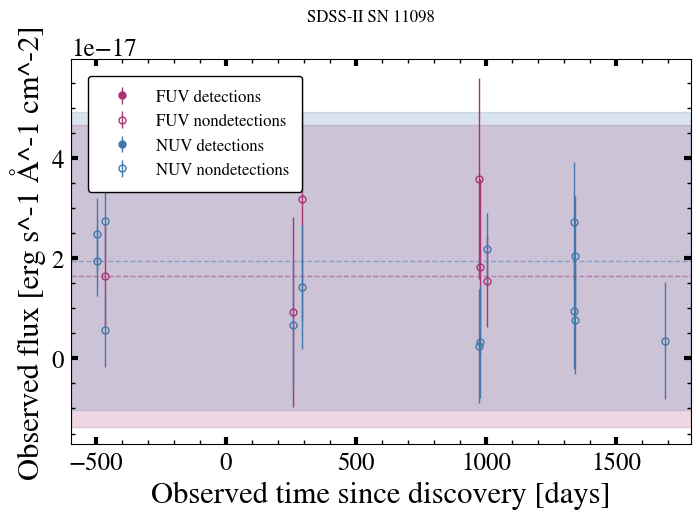 SDSS-II SN 11098
1e−17
FUV detections
FUV nondetections
NUV detections
NUV nondetections
4
2
0
Observed flux [erg s^-1 Å^-1 cm^-2]
−500
0
500
1000
1500
Observed time since discovery [days]